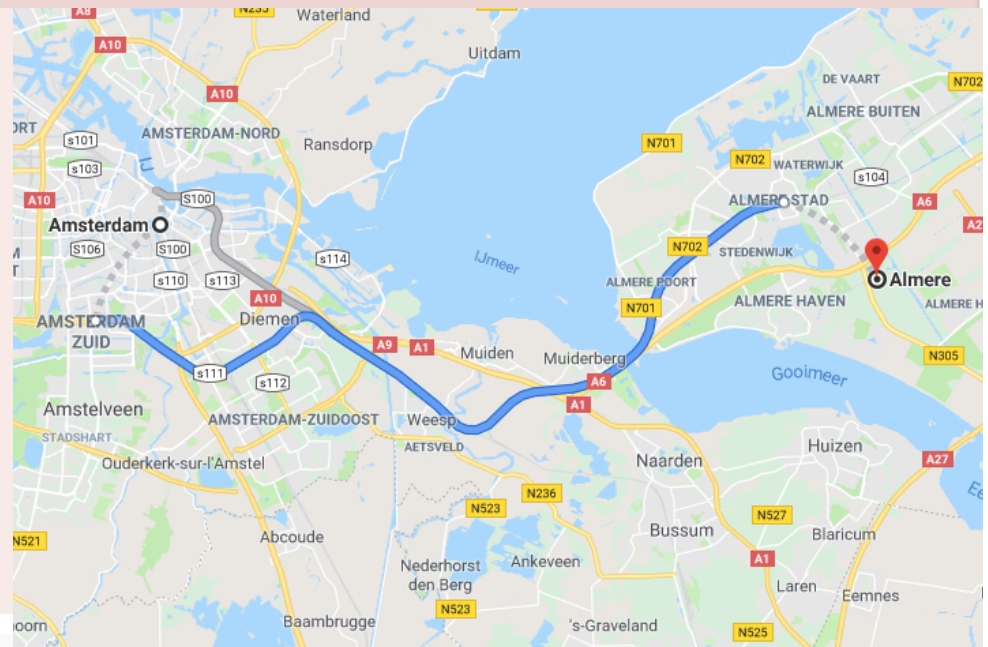 A8
N235
Waterland
A10
Uitdam
DE VAART
N702
A10
ALMERE BUITEN
AMSTERDAM-NORD
s101
Ransdorp
N701
N702
WATERWIJK
s103
IJ
s104
A10
S100
ALMERE STAD
A6
Amsterdam
S106
S100
N702
STEDENWIJK
s114
IJmeer
s110
s113
ALMERE POORT
Almere
A10
N701
ALMERE HAVEN
ALMERE H
AMSTERDAM
ZUID
Diemen
A9
A1
Muiden
Muiderberg
N305
s111
s112
A6
Gooimeer
Amstelveen
A1
STADSHART
AMSTERDAM-ZUIDOOST
Weesp
AETSVELD
Huizen
Ouderkerk-sur-l'Amstel
Naarden
A27
N236
N523
N527
N521
Abcoude
Bussum
Blaricum
Ankeveen
A1
Nederhorst
den Berg
Laren
Eemnes
N523
Baambrugge
's-Graveland
N525